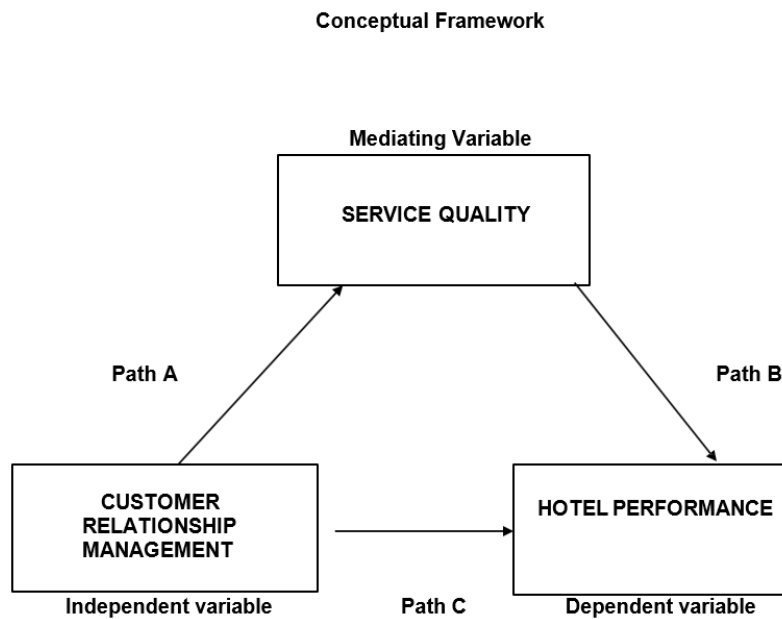 Conceptual Framework
Mediating Variable
SERVICE QUALITY
Path A
Path B
CUSTOMER
RELATIONSHIP
MANAGEMENT
HOTEL PERFORMANCE
Independent variable
Path C
Dependent variable